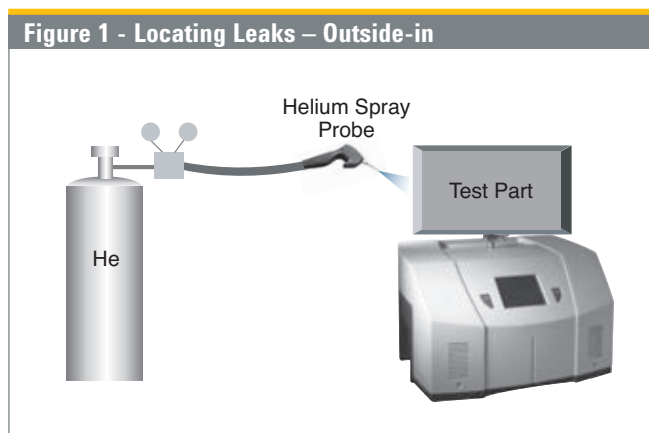 Figure 1 - Locating Leaks – Outside-in
Helium Spray
Probe
Test Part
He